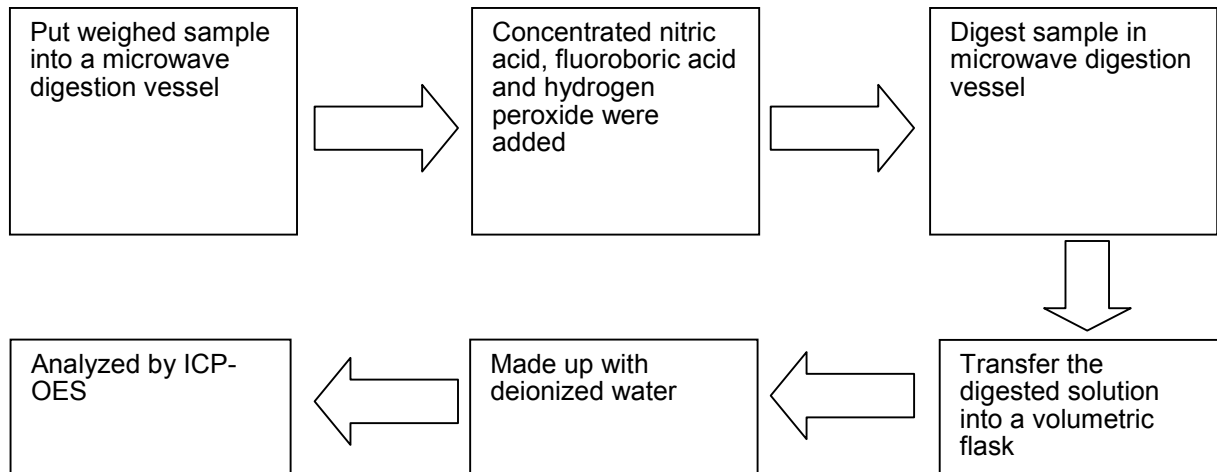 Put weighed sample
into a microwave
digestion vessel
Concentrated nitric
acid, fluoroboric acid
and hydrogen
peroxide were
added
Digest sample in
microwave digestion
vessel
Transfer the
digested solution
into a volumetric
flask
Made up with
deionized water
Analyzed by ICP-
OES